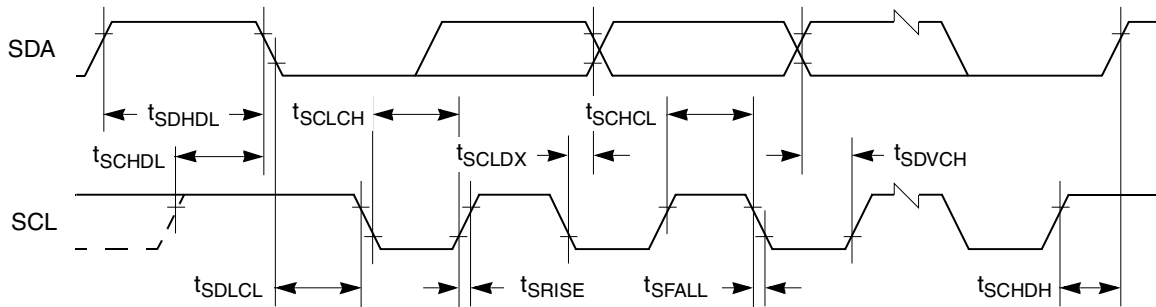 SDA
tSDHDL
tSCLCH
tSCHCL
tSCHDL
tSCLDX
tSDVCH
SCL
tSDLCL
tSRISE
tSFALL
tSCHDH